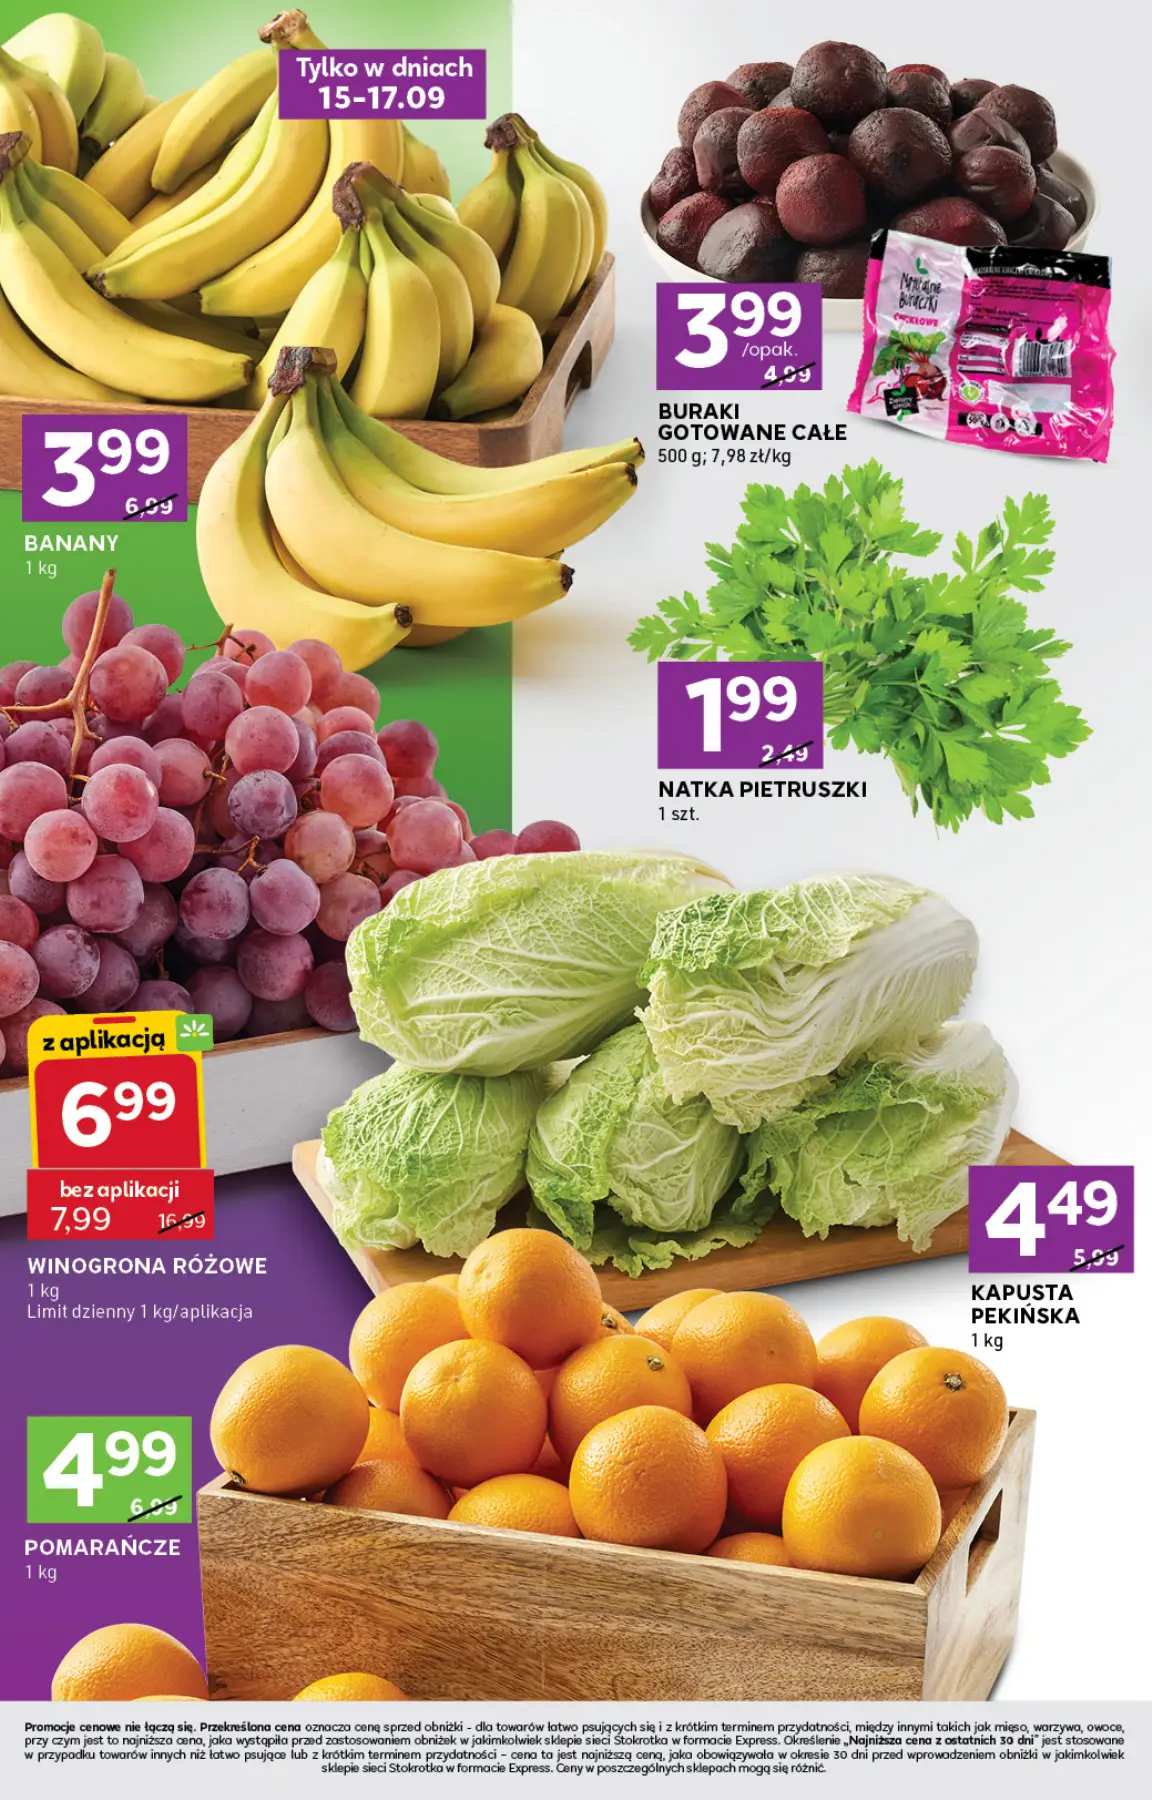 Tylko w dniach
15-17.09
3 99
6,99
BANANY
1 kg
Naturalne
Buraczki
ĆWIKŁOWE
3 99
/opak.
4,99
BURAKI
GOTOWANE CAŁE
500 g; 7,98 zł/kg
1 99
2,49
NATKA PIETRUSZKI
1 szt.
z aplikacją
6 99
bez aplikacji
7,99 16,99
WINOGRONA RÓŻOWE
1 kg
Limit dzienny 1 kg/aplikacja
4 49
5,99
KAPUSTA
PEKIŃSKA
1 kg
4 99
6,99
POMARAŃCZE
1 kg
Promocje cenowe nie łączą się. Przekreślona cena oznacza cenę sprzed obniżki - dla towarów łatwo psujących się i z krótkim terminem przydatności, między innymi takich jak mięso, warzywa, owoce,
przy czym jest to najniższa cena, jaka wystąpiła przed zastosowaniem obniżek w jakimkolwiek sklepie sieci Stokrotka w formacie Express. Określenie „Najniższa cena z ostatnich 30 dni" jest stosowane
w przypadku towarów innych niż łatwo psujące lub z krótkim terminem przydatności – cena ta jest najniższą ceną, jaka obowiązywała w okresie 30 dni przed wprowadzeniem obniżki w jakimkolwiek
sklepie sieci Stokrotka w formacie Express. Ceny w poszczególnych sklepach mogą się różnić.